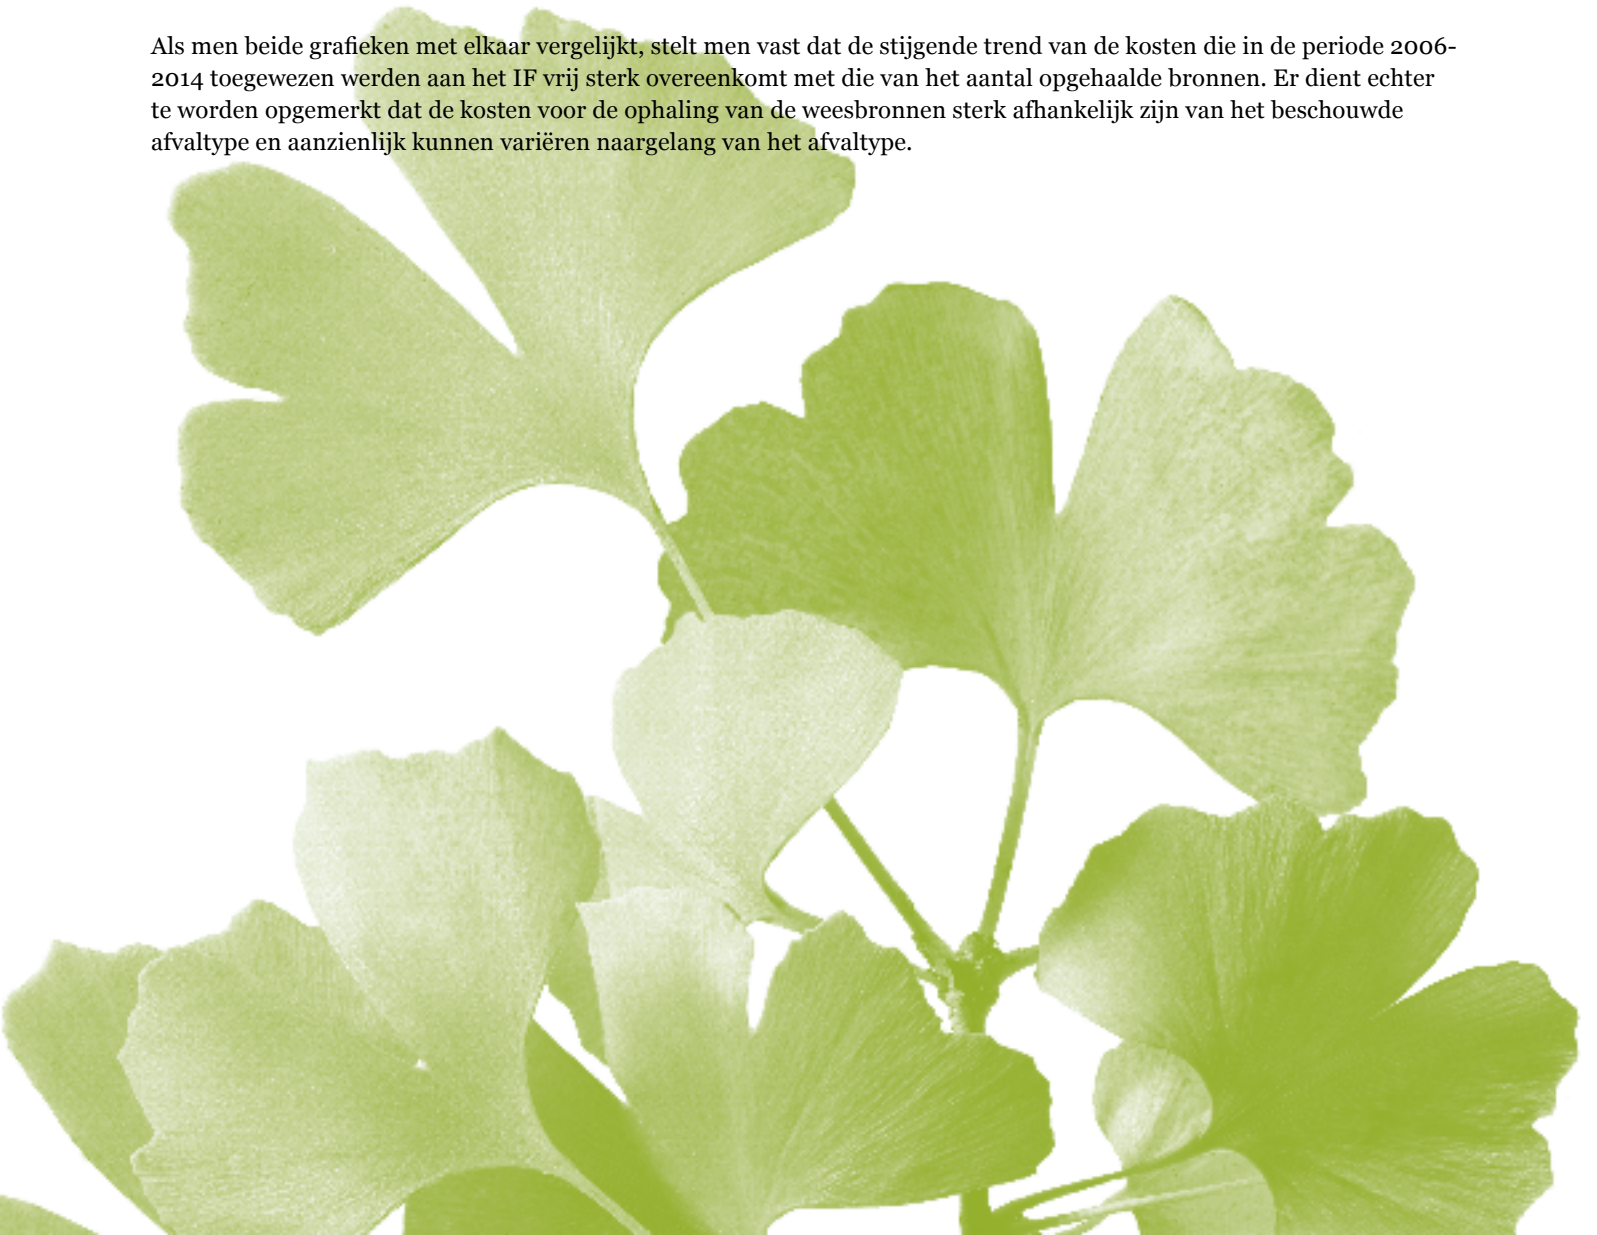 Als men beide grafieken met elkaar vergelijkt, stelt men vast dat de stijgende trend van de kosten die in de periode 2006-
2014 toegewezen werden aan het IF vrij sterk overeenkomt met die van het aantal opgehaalde bronnen. Er dient echter
te worden opgemerkt dat de kosten voor de ophaling van de weesbronnen sterk afhankelijk zijn van het beschouwde
afvaltype en aanzienlijk kunnen variëren naargelang van het afvaltype.